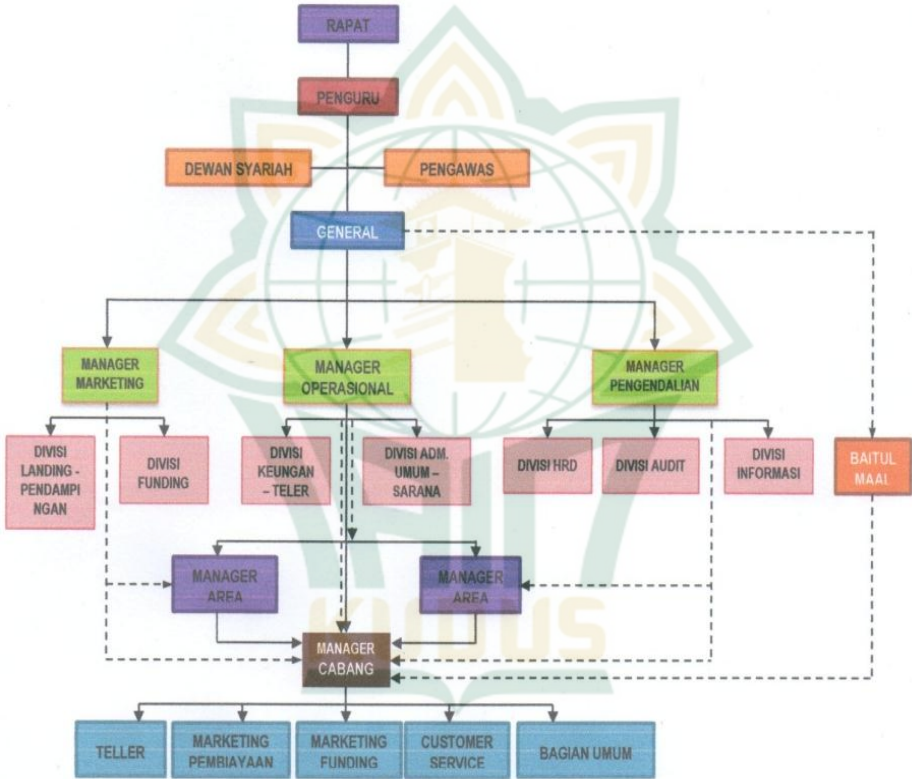 RAPAT
PENGURU
DEWAN SYARIAH
PENGAWAS
GENERAL
MANAGER
MARKETING
MANAGER
OPERASIONAL
MANAGER
PENGENDALIAN
DIVISI
LANDING -
PENDAMPI
NGAN
DIVISI
FUNDING
DIVISI
KEUNGAN
– TELER
DIVISI ADM.
UMUM –
SARANA
DIVISI HRD
DIVISI AUDIT
DIVISI
INFORMASI
BAITUL
MAAL
MANAGER
AREA
MANAGER
AREA
KUDUS
MANAGER
CABANG
TELLER
MARKETING
PEMBIAYAAN
MARKETING
FUNDING
CUSTOMER
SERVICE
BAGIAN UMUM